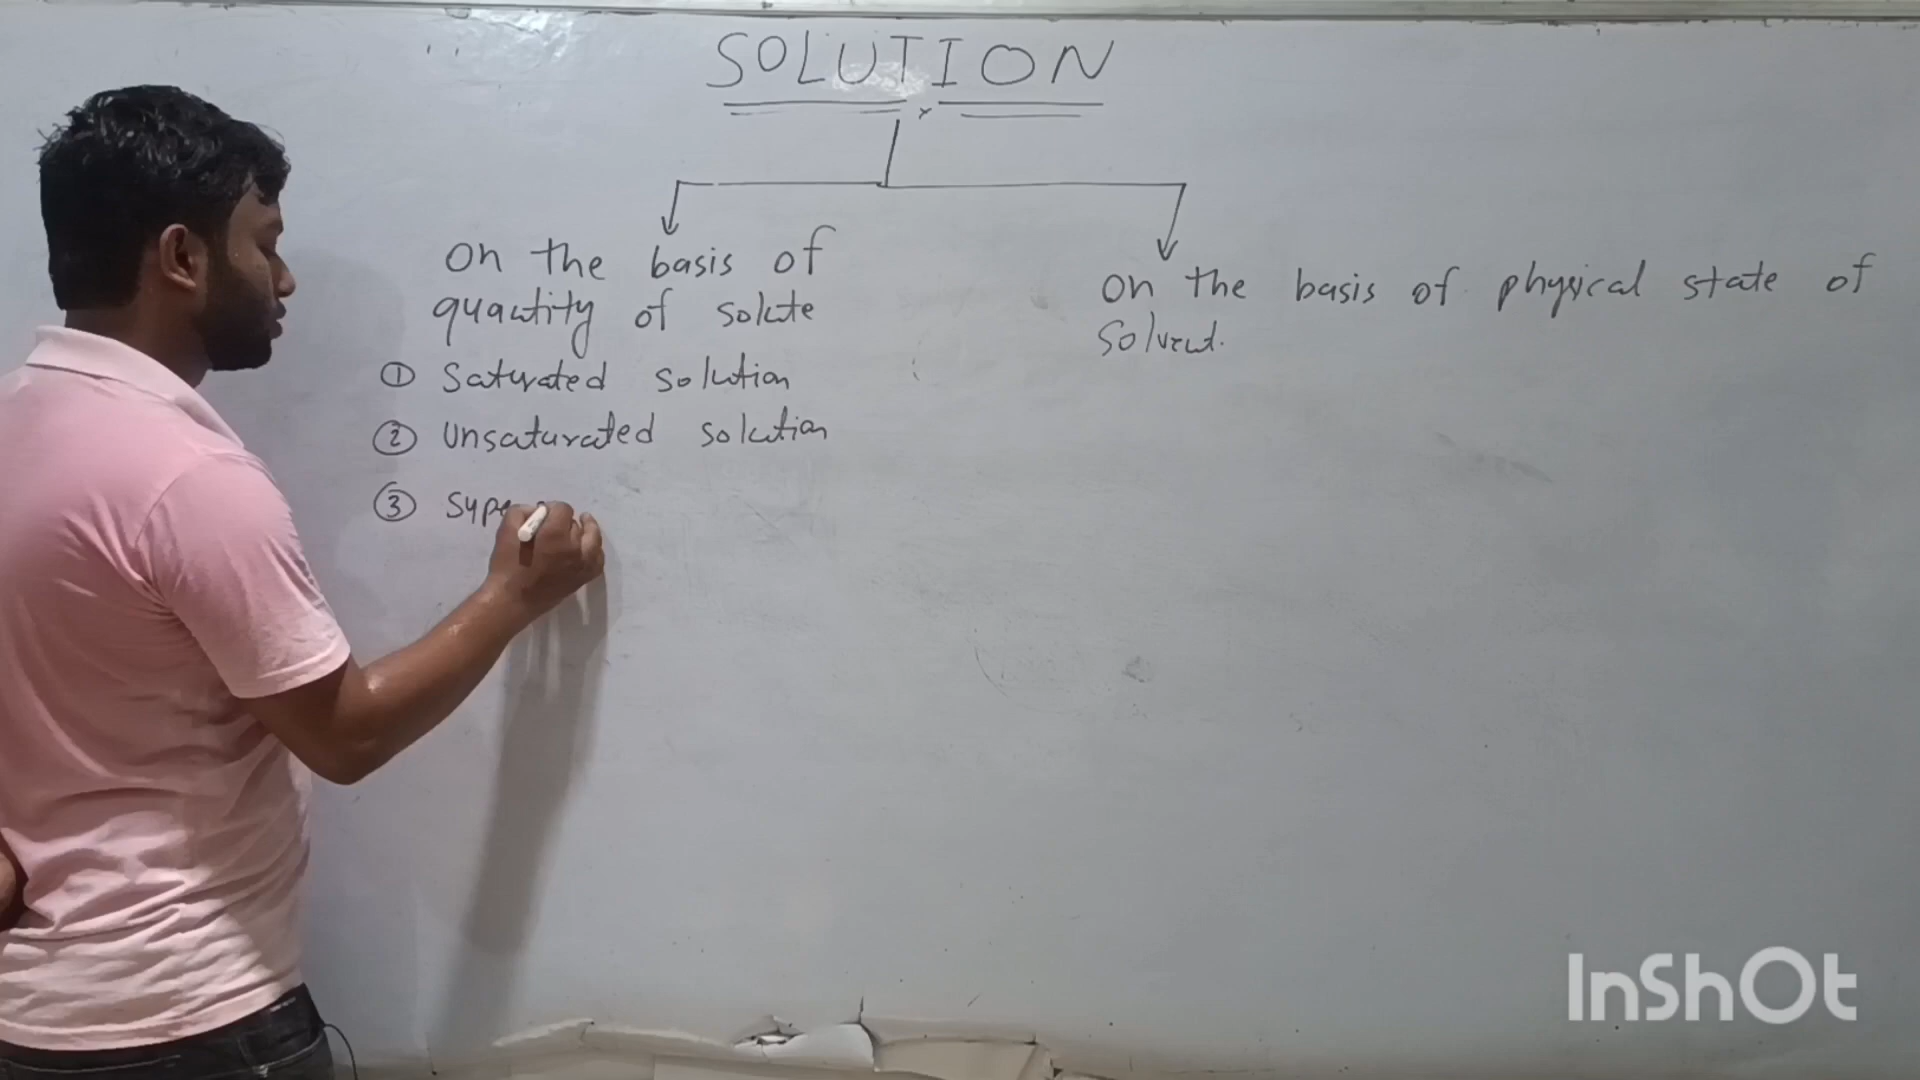 SOLUTION
on the basis of
quantity of solute
① Saturated solution
② Unsaturated solution
③ Supe
on the basis of physical state of
solvent.
InShOt